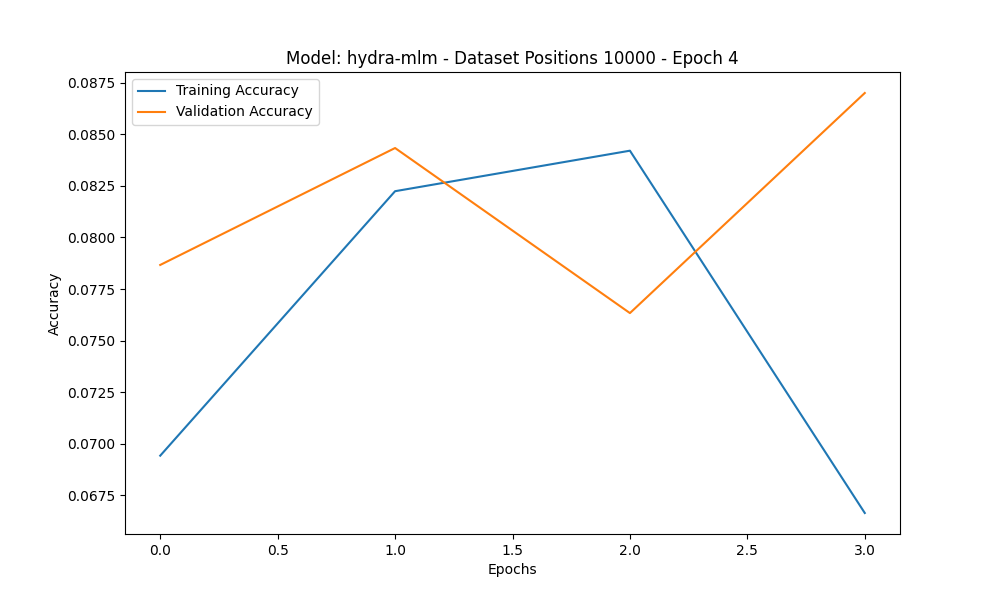 Model: hydra-mlm - Dataset Positions 10000 - Epoch 4
Training Accuracy
Validation Accuracy
Accuracy
0.0875
0.0850
0.0825
0.0800
0.0775
0.0750
0.0725
0.0700
0.0675
0.0 0.5 1.0 1.5 2.0 2.5 3.0
Epochs